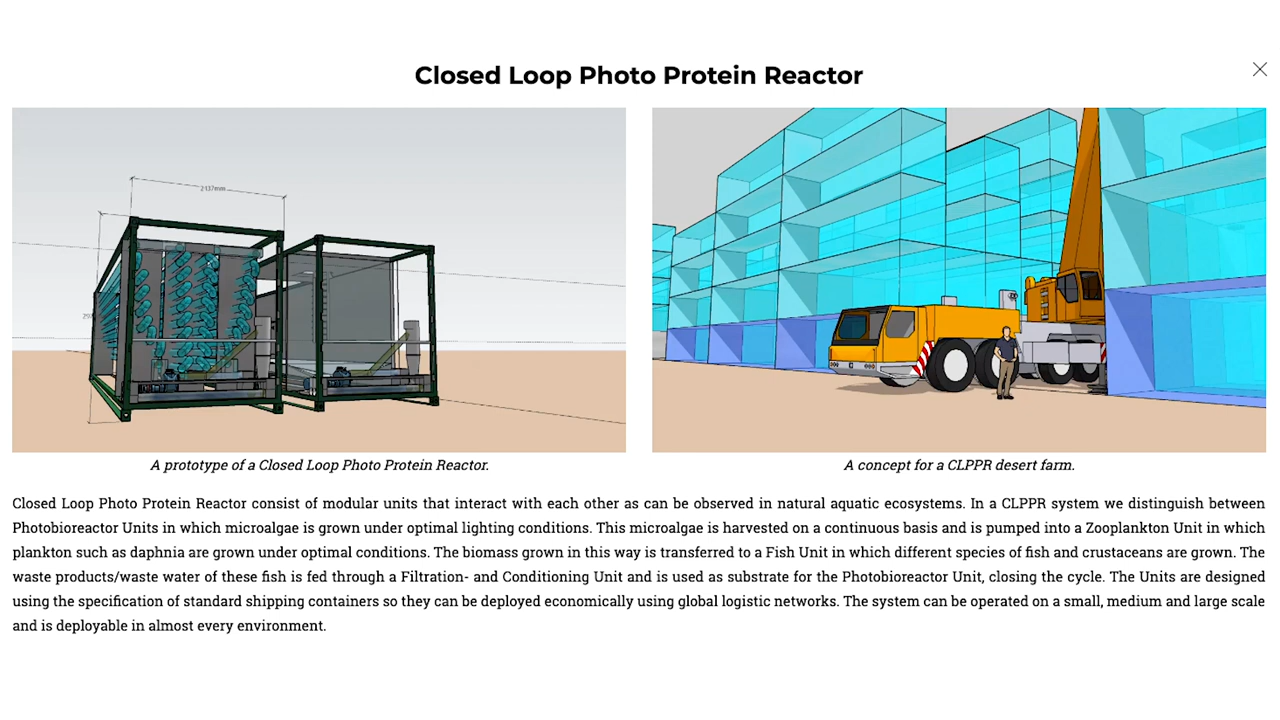 Closed Loop Photo Protein Reactor
2137mm
A prototype of a Closed Loop Photo Protein Reactor.
A concept for a CLPPR desert farm.
Closed Loop Photo Protein Reactor consist of modular units that interact with each other as can be observed in natural aquatic ecosystems. In a CLPPR system we distinguish between
Photobioreactor Units in which microalgae is grown under optimal lighting conditions. This microalgae is harvested on a continuous basis and is pumped into a Zooplankton Unit in which
plankton such as daphnia are grown under optimal conditions. The biomass grown in this way is transferred to a Fish Unit in which different species of fish and crustaceans are grown. The
waste products/waste water of these fish is fed through a Filtration- and Conditioning Unit and is used as substrate for the Photobioreactor Unit, closing the cycle. The Units are designed
using the specification of standard shipping containers so they can be deployed economically using global logistic networks. The system can be operated on a small, medium and large scale
and is deployable in almost every environment.